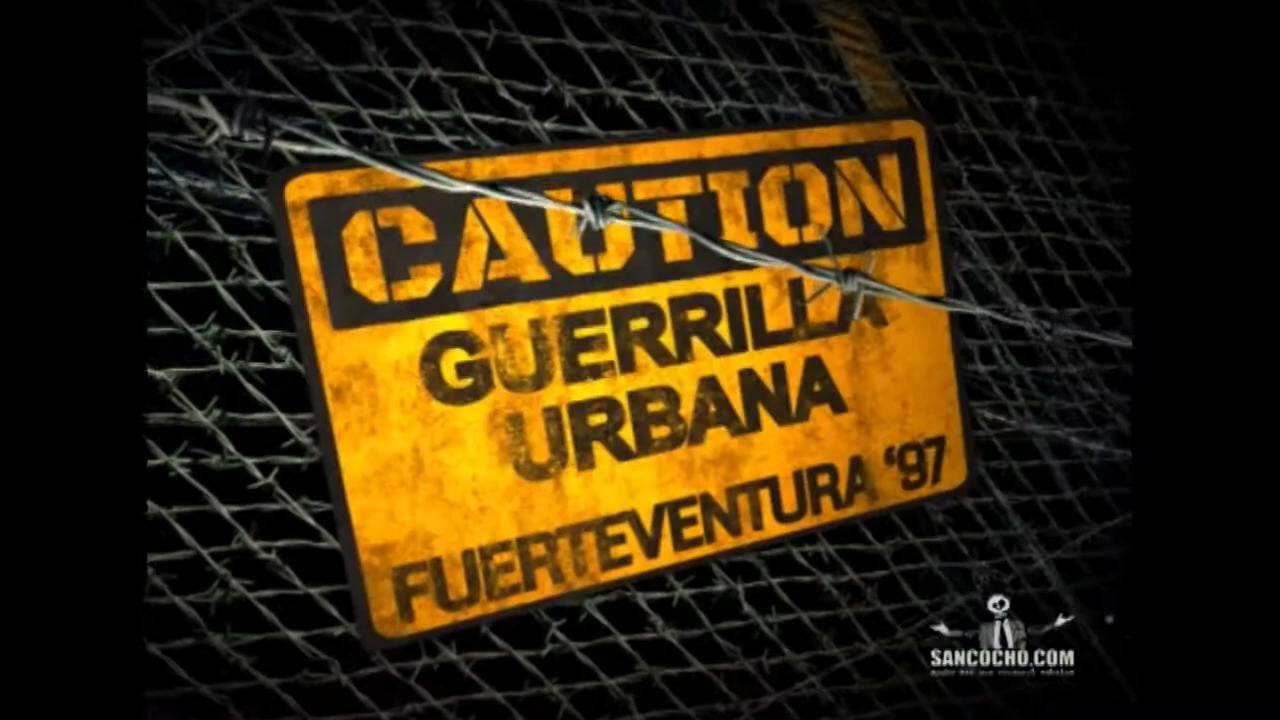 CAUTION
GUERRILLA
URBANA
FUERTEVENTURA '97
SANCOCHO.COM